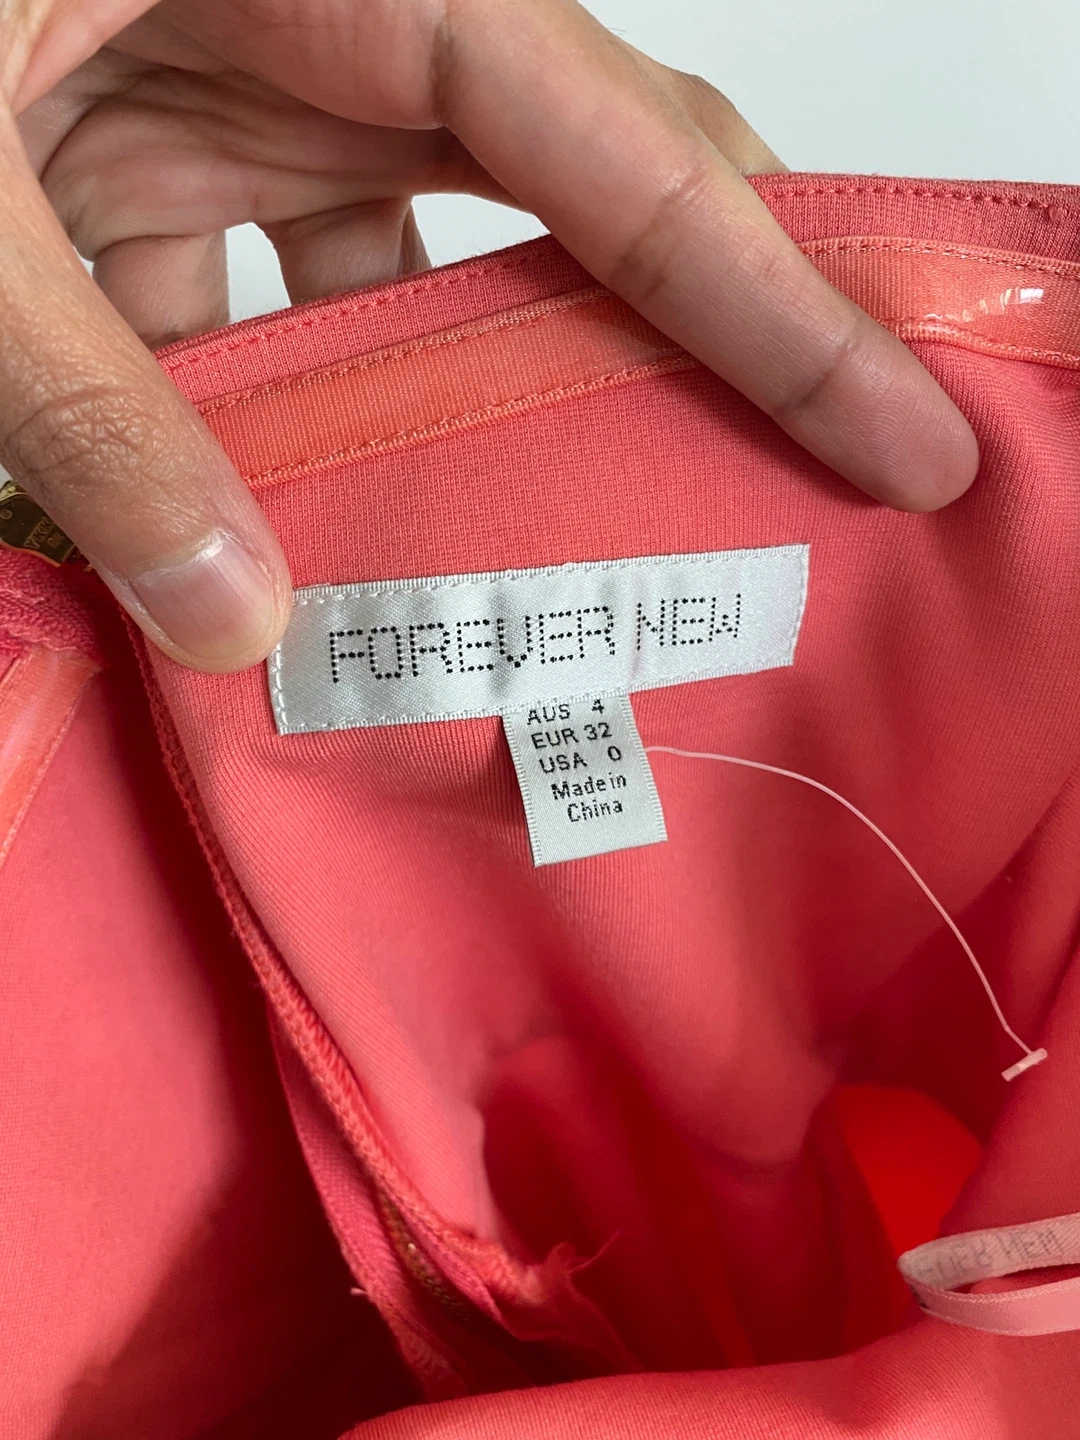 FOREVER NEW
AUS 4
EUR 32
USA 0
Made in
China